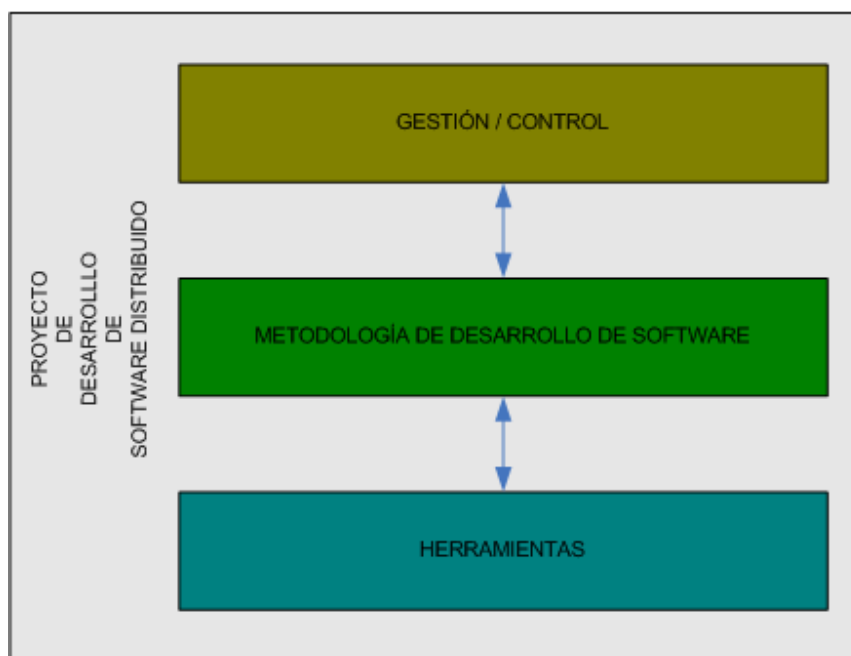 PROYECTO
DE
DESARROLLLO
DE
SOFTWARE DISTRIBUIDO
GESTIÓN / CONTROL
METODOLOGÍA DE DESARROLLO DE SOFTWARE
HERRAMIENTAS